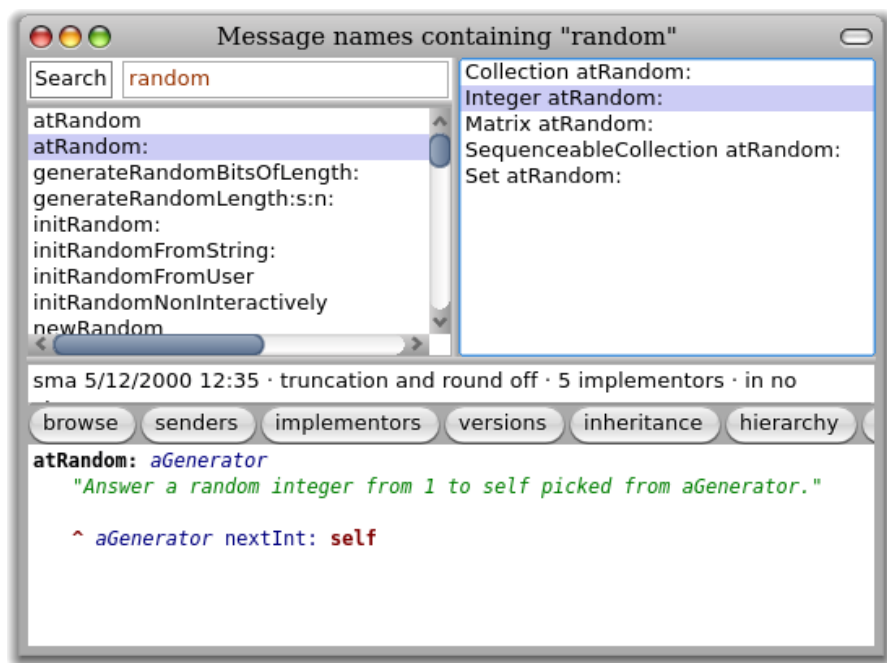 Message names containing "random"
Search
random
atRandom
atRandom:
generateRandomBitsOfLength:
generateRandomLength:s:n:
initRandom:
initRandomFromString:
initRandomFromUser
initRandomNonInteractively
newRandom
Collection atRandom:
Integer atRandom:
Matrix atRandom:
SequenceableCollection atRandom:
Set atRandom:
sma 5/12/2000 12:35 · truncation and round off · 5 implementors · in no
browse senders implementors versions inheritance hierarchy
atRandom: aGenerator
"Answer a random integer from 1 to self picked from aGenerator."
^ aGenerator nextInt: self